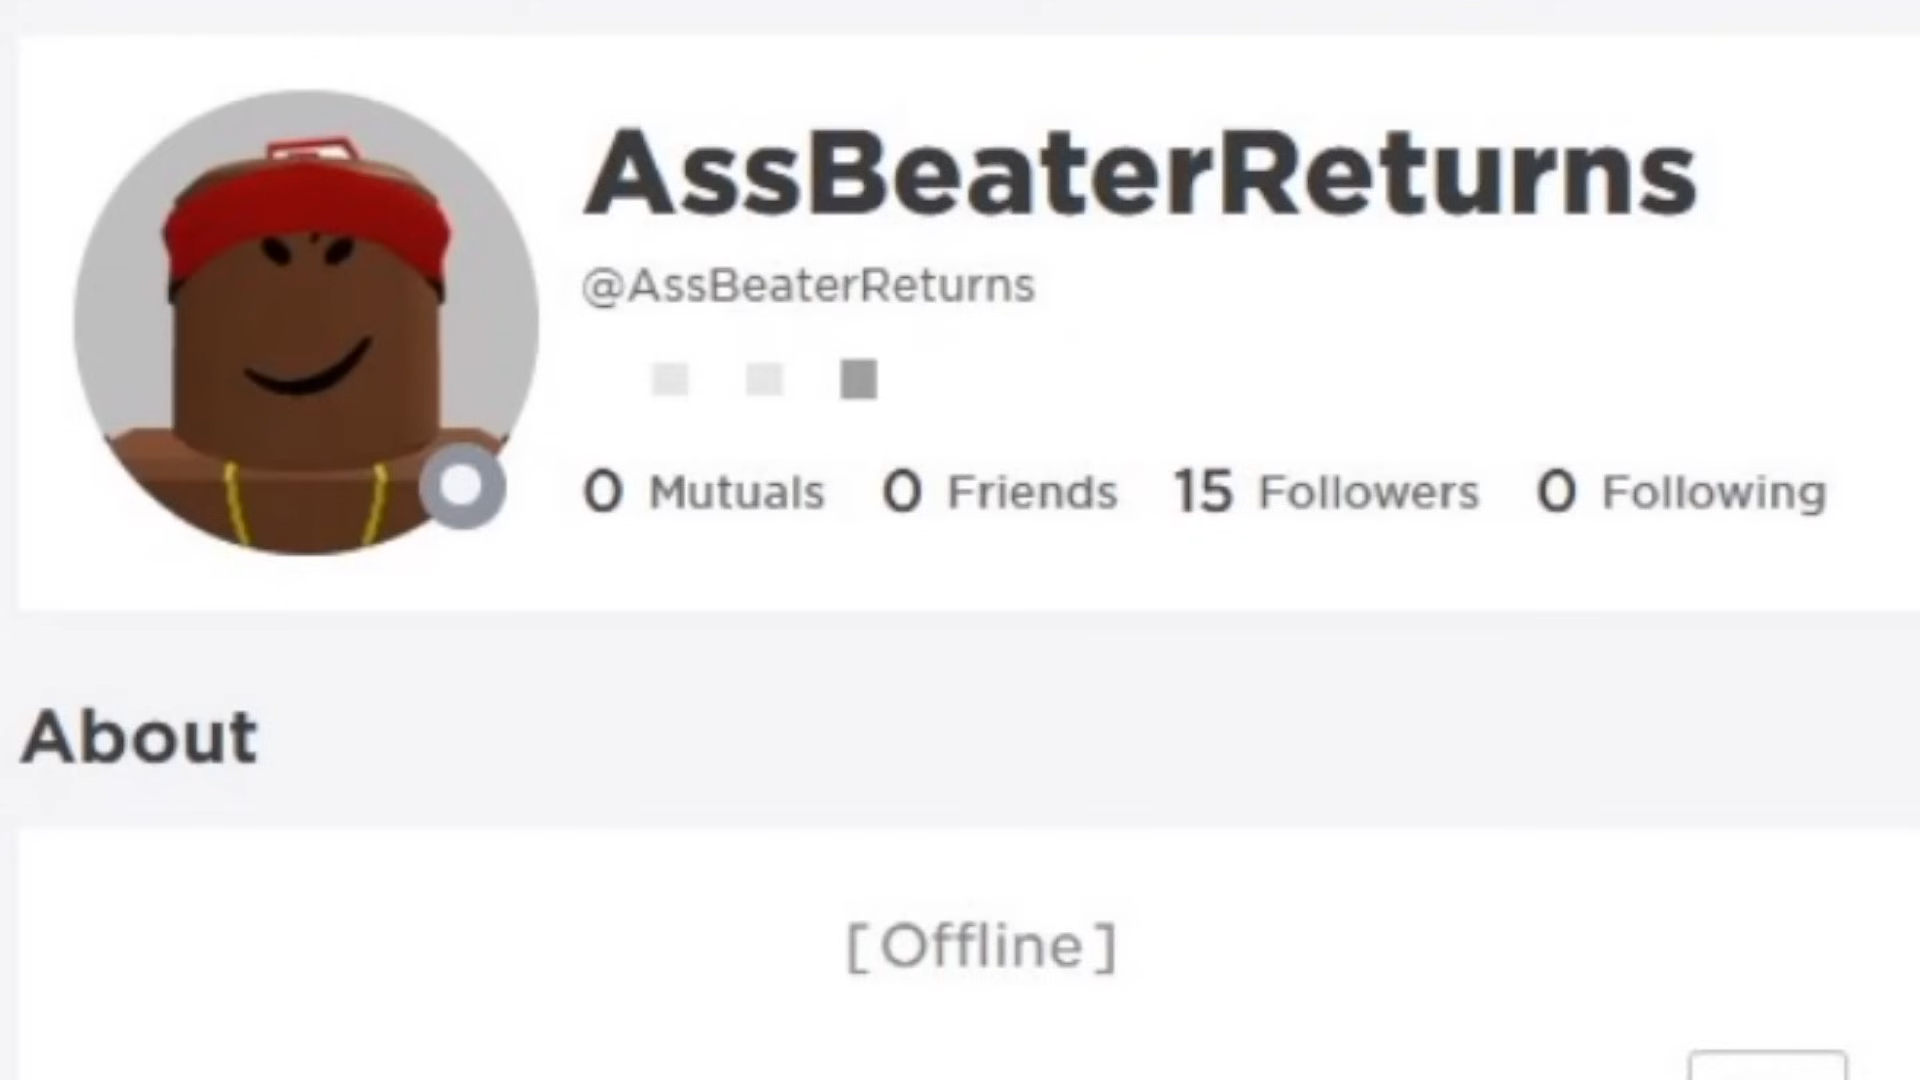 AssBeaterReturns
@AssBeaterReturns
0 Mutuals 0 Friends 15 Followers 0 Following
About
[ Offline ]